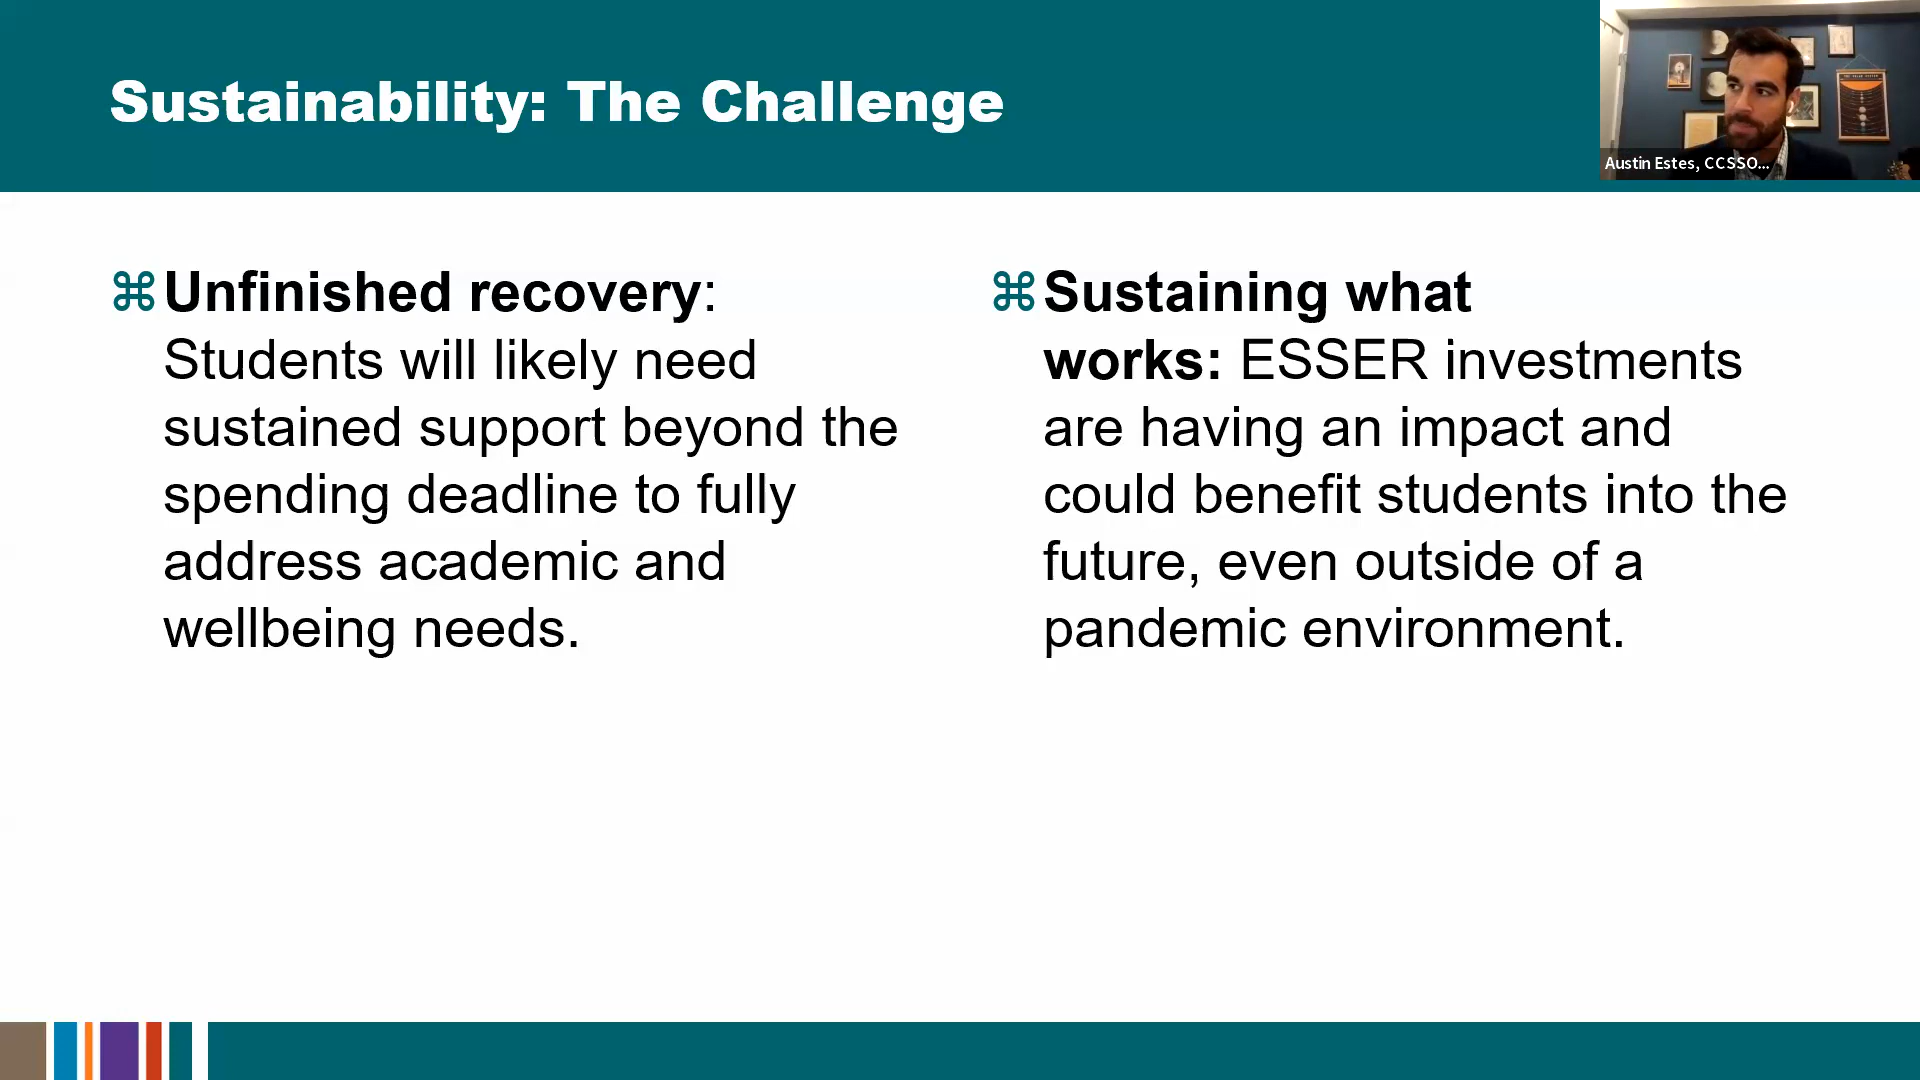 Sustainability: The Challenge
Austin Estes, CCSSO...
⌘Unfinished recovery:
Students will likely need
sustained support beyond the
spending deadline to fully
address academic and
wellbeing needs.
⌘Sustaining what
works: ESSER investments
are having an impact and
could benefit students into the
future, even outside of a
pandemic environment.